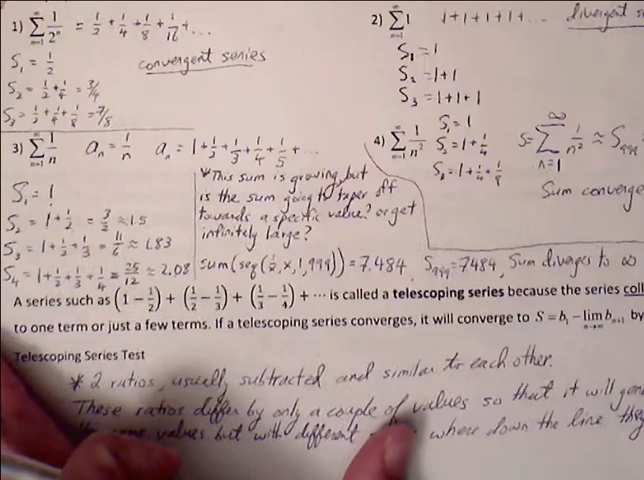 1) ∞ Σ n=1 1/2ⁿ = 1/2 + 1/4 + 1/8 + 1/16 + ...
S₁ = 1/2
convergent series
S₂ = 1/2 + 1/4 = 3/4
S₃ = 1/2 + 1/4 + 1/8 = 7/8
2) ∞ Σ n=1 1 1+1+1+1+... divergent s
S₁ = 1
S₂ = 1+1
S₃ = 1+1+1
3) ∞ Σ n=1 1/n aₙ = 1/n aₙ = 1 + 1/2 + 1/3 + 1/4 + 1/5 + ...
S₁ = 1
S₂ = 1 + 1/2 = 3/2 ≈ 1.5
S₃ = 1 + 1/2 + 1/3 = 11/6 ≈ 1.83
S₄ = 1 + 1/2 + 1/3 + 1/4 = 25/12 ≈ 2.08
* This sum is growing, but
is the sum going to taper off
towards a specific value? or get
infinitely large?
sum(seq(1/x, x, 1, 999)) = 7.484 S₉₉₉ = 7.484, Sum diverges to ∞
4) ∞ Σ n=1 1/n² S₁ = 1
S₂ = 1 + 1/4
S₃ = 1 + 1/4 + 1/8
S = ∞ Σ n=1 1/n² ≈ S₉₉₉
Sum converge
A series such as (1 − 1/2) + (1/2 − 1/3) + (1/3 − 1/4) + ⋯ is called a telescoping series because the series coll
to one term or just a few terms. If a telescoping series converges, it will converge to S = b₁ − lim n→∞ bₙ₊₁ by
Telescoping Series Test
* 2 ratios, usually subtracted and similar to each other.
These ratios differ by only a couple of values so that it will gene
same values but with different where down the line they